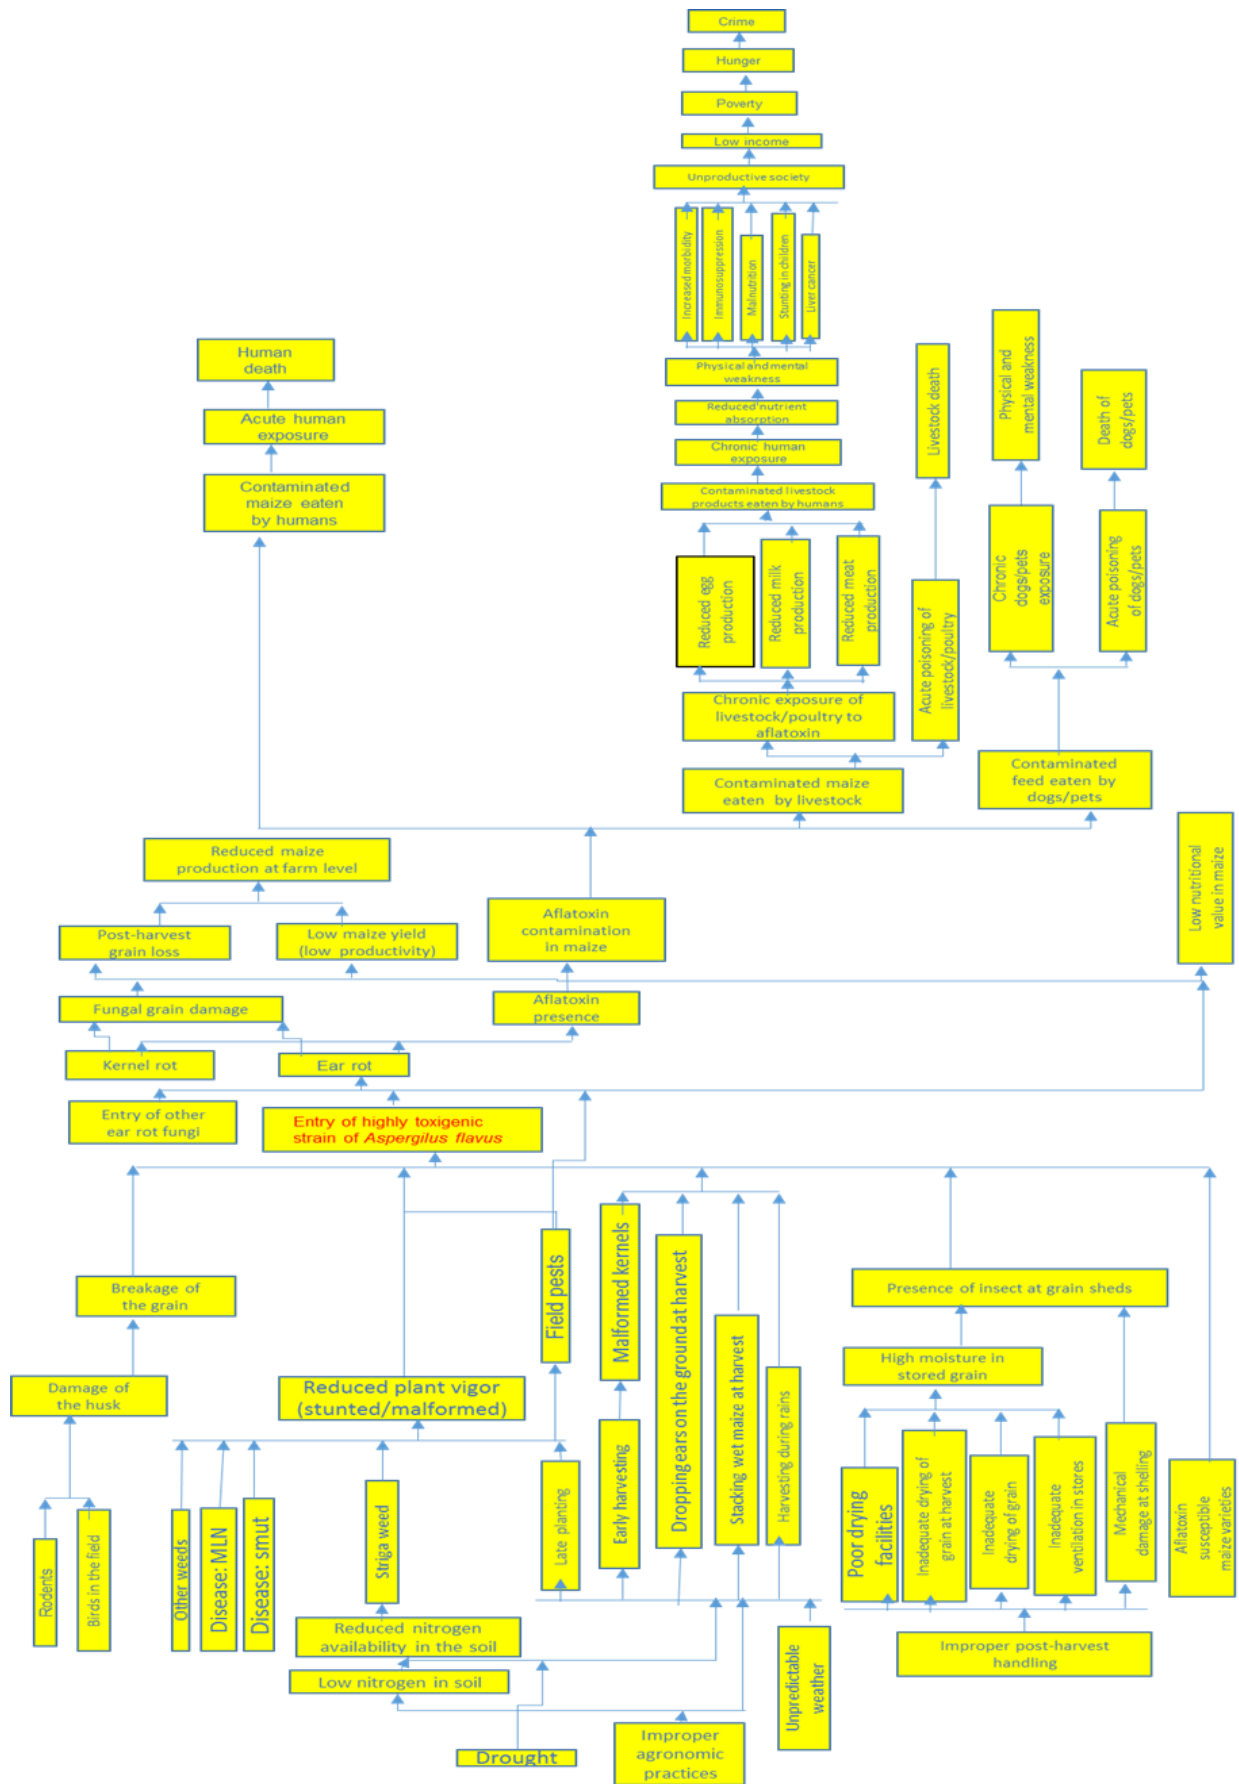 Crime
Hunger
Poverty
Low income
Unproductive society
Increased morbidity
Immunosuppression
Malnutrition
Stunting in children
Liver cancer
Human
death
Physical and mental
weakness
Livestock death
Physical and
mental weakness
Death of
dogs/pets
Acute human
exposure
Reduced nutrient
absorption
Chronic human
exposure
Contaminated
maize eaten
by humans
Contaminated livestock
products eaten by humans
Reduced egg
production
Reduced milk
production
Reduced meat
production
Acute poisoning of
livestock/poultry
Chronic
dogs/pets
exposure
Acute poisoning
of dogs/pets
Chronic exposure of
livestock/poultry to
aflatoxin
Contaminated maize
eaten by livestock
Contaminated
feed eaten by
dogs/pets
Reduced maize
production at farm level
Low nutritional
value in maize
Post-harvest
grain loss
Low maize yield
(low productivity)
Aflatoxin
contamination
in maize
Fungal grain damage
Aflatoxin
presence
Kernel rot
Ear rot
Entry of other
ear rot fungi
Entry of highly toxigenic
strain of Aspergilus flavus
Breakage of
the grain
Field pests
Malformed kernels
Dropping ears on the ground at harvest
Stacking wet maize at harvest
Harvesting during rains
Presence of insect at grain sheds
High moisture in
stored grain
Damage of
the husk
Reduced plant vigor
(stunted/malformed)
Rodents
Birds in the field
Other weeds
Disease: MLN
Disease: smut
Striga weed
Late planting
Early harvesting
Poor drying
facilities
Inadequate drying of
grain at harvest
Inadequate
drying of grain
Inadequate
ventilation in stores
Mechanical
damage at shelling
Aflatoxin
susceptible
maize varieties
Reduced nitrogen
availability in the soil
Low nitrogen in soil
Unpredictable
weather
Improper post-harvest
handling
Drought
Improper
agronomic
practices